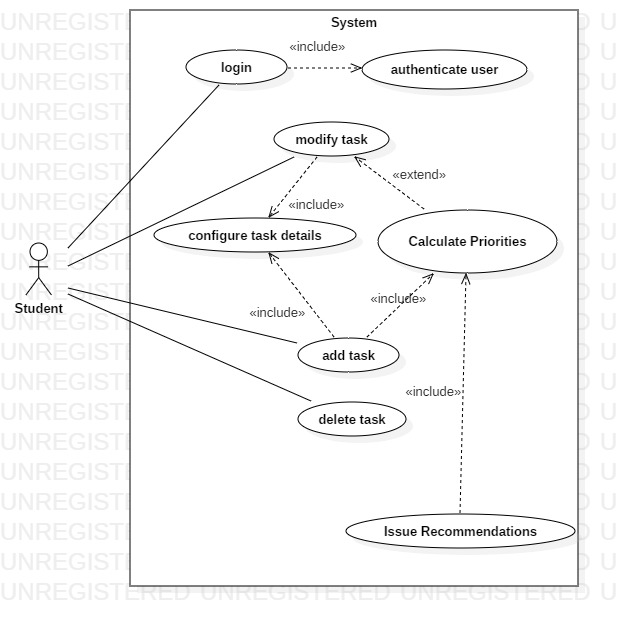 System
«include»
login
authenticate user
modify task
«extend»
«include»
configure task details
Calculate Priorities
Student
«include»
«include»
add task
«include»
delete task
Issue Recommendations
UNREGISTERED UNREGISTERED U